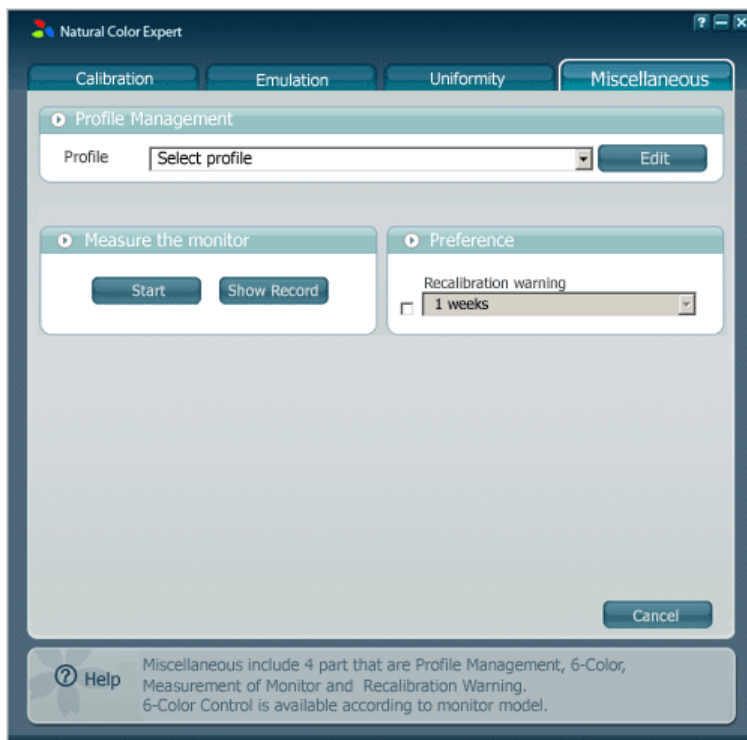 Natural Color Expert
Calibration
Emulation
Uniformity
Miscellaneous
Profile Management
Profile
Select profile
Edit
Measure the monitor
Start
Show Record
Preference
Recalibration warning
1 weeks
Cancel
Help
Miscellaneous include 4 part that are Profile Management, 6-Color,
Measurement of Monitor and Recalibration Warning.
6-Color Control is available according to monitor model.